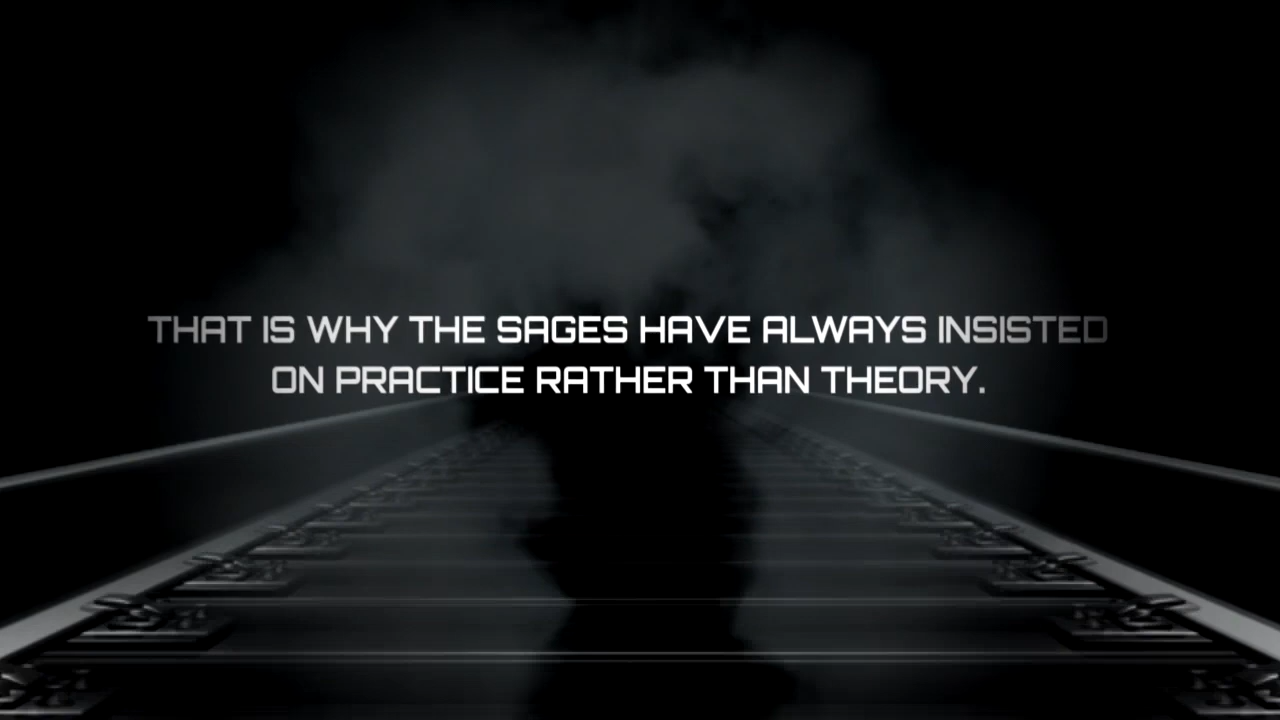 THAT IS WHY THE SAGES HAVE ALWAYS INSISTED
ON PRACTICE RATHER THAN THEORY.